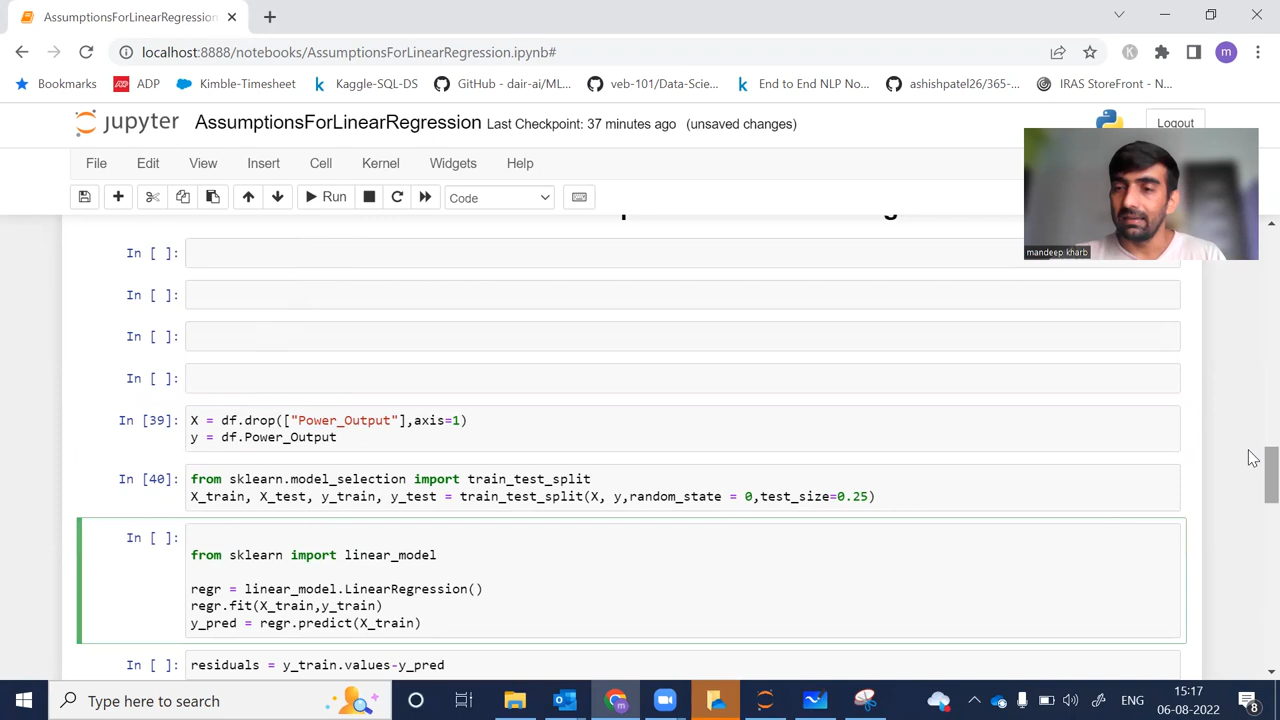 AssumptionsForLinearRegression
localhost:8888/notebooks/AssumptionsForLinearRegression.ipynb#
K
m
Bookmarks ADP Kimble-Timesheet Kaggle-SQL-DS GitHub - dair-ai/ML... veb-101/Data-Scie... End to End NLP No... ashishpatel26/365-... IRAS StoreFront - N...
jupyter AssumptionsForLinearRegression Last Checkpoint: 37 minutes ago (unsaved changes)
Logout
File Edit View Insert Cell Kernel Widgets Help
Run Code
mandeep kharb
In [ ]:
In [ ]:
In [ ]:
In [ ]:
In [39]: X = df.drop(["Power_Output"],axis=1)
y = df.Power_Output
In [40]: from sklearn.model_selection import train_test_split
X_train, X_test, y_train, y_test = train_test_split(X, y,random_state = 0,test_size=0.25)
In [ ]:
from sklearn import linear_model
regr = linear_model.LinearRegression()
regr.fit(X_train,y_train)
y_pred = regr.predict(X_train)
In [ ]: residuals = y_train.values-y_pred
Type here to search
ENG
15:17
06-08-2022
8